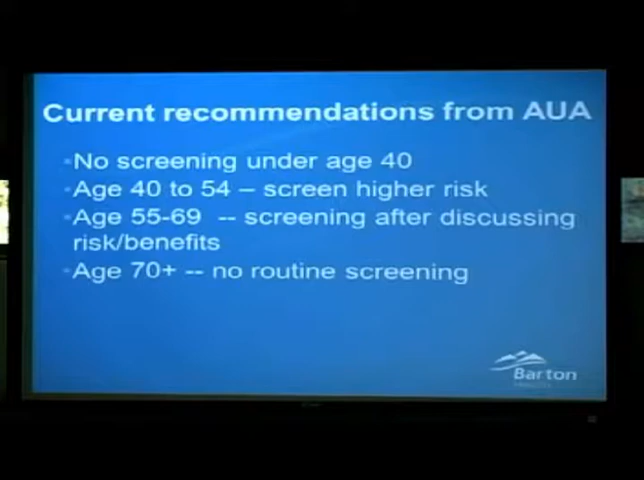 Current recommendations from AUA
No screening under age 40
Age 40 to 54 – screen higher risk
Age 55-69 -- screening after discussing
risk/benefits
Age 70+ -- no routine screening
Barton